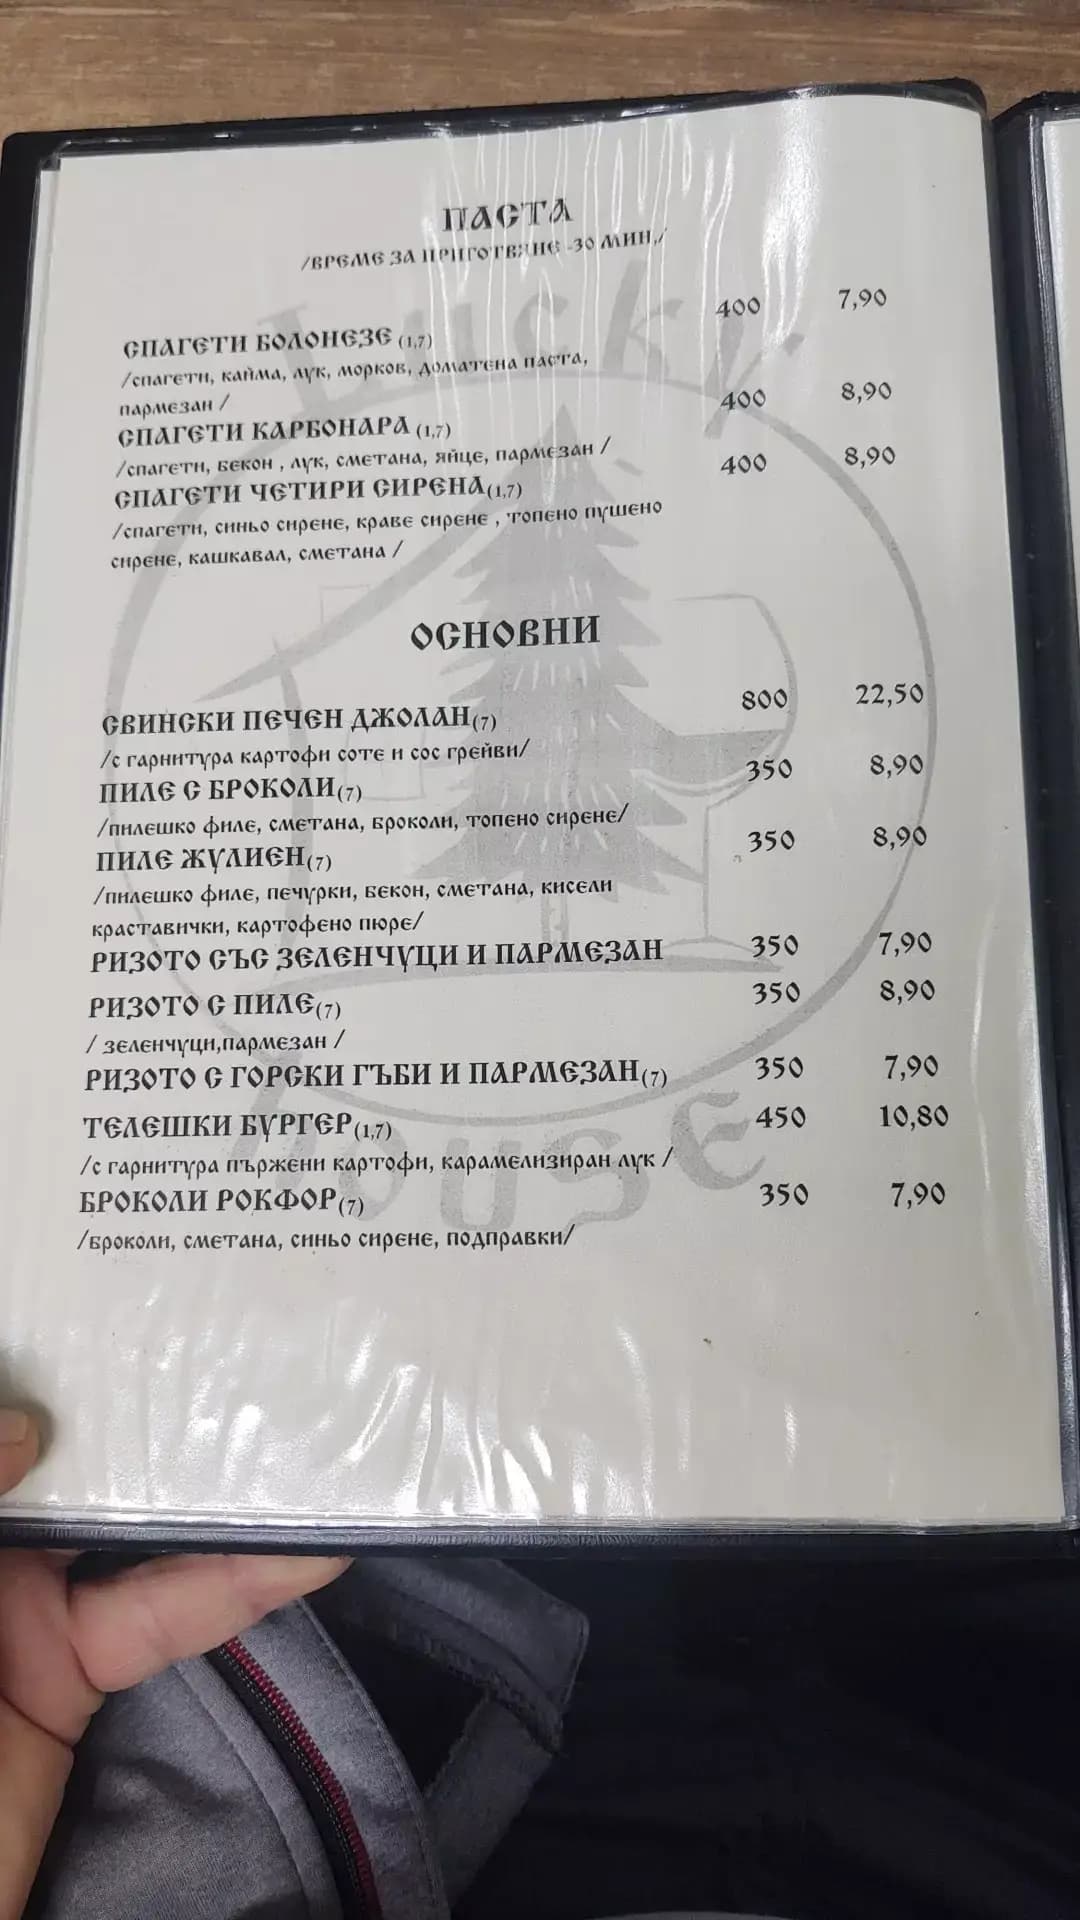 ПАСТА
/ВРЕМЕ ЗА ПРИГОТВЯНЕ -30 МИН./
СПАГЕТИ БОЛОНЕЗЕ (1,7) 400 7,90
/спагети, кайма, лук, морков, доматена паста,
пармезан /
СПАГЕТИ КАРБОНАРА (1,7) 400 8,90
/спагети, бекон , лук, сметана, яйце, пармезан /
СПАГЕТИ ЧЕТИРИ СИРЕНА(1,7) 400 8,90
/спагети, синьо сирене, краве сирене , топено пушено
сирене, кашкавал, сметана /
ОСНОВНИ
СВИНСКИ ПЕЧЕН ДЖОЛАН(7) 800 22,50
/с гарнитура картофи соте и сос грейви/
ПИЛЕ С БРОКОЛИ(7) 350 8,90
/пилешко филе, сметана, броколи, топено сирене/
ПИЛЕ ЖУЛИЕН(7) 350 8,90
/пилешко филе, печурки, бекон, сметана, кисели
краставички, картофено пюре/
РИЗОТО СЪС ЗЕЛЕНЧУЦИ И ПАРМЕЗАН 350 7,90
РИЗОТО С ПИЛЕ(7) 350 8,90
/ зеленчуци,пармезан /
РИЗОТО С ГОРСКИ ГЪБИ И ПАРМЕЗАН(7) 350 7,90
ТЕЛЕШКИ БУРГЕР(1,7) 450 10,80
/с гарнитура пържени картофи, карамелизиран лук /
БРОКОЛИ РОКФОР(7) 350 7,90
/броколи, сметана, синьо сирене, подправки/
Lucky
house